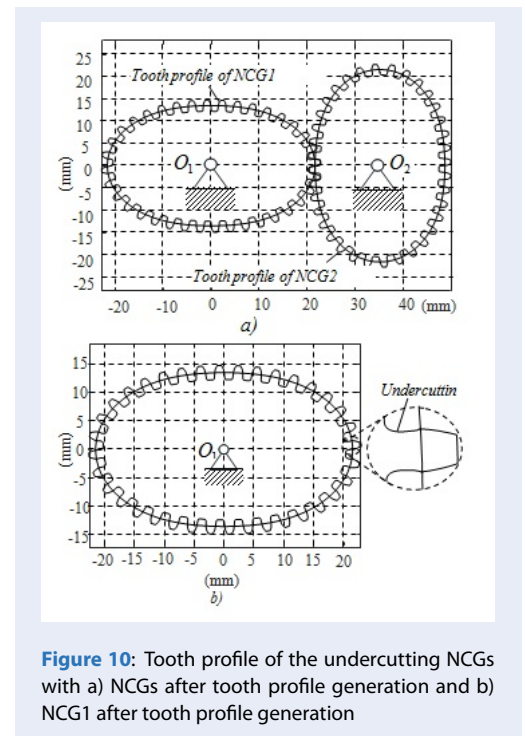 25
20
15
10
5
0
-5
-10
-15
-20
-25
(mm)
Tooth profile of NCG1
O1
O2
Tooth profile of NCG2
-20 -10 0 10 20 30 40 (mm)
a)
15
10
5
0
-5
-10
-15
(mm)
O1
Undercuttin
-20 -15 -10 -5 0 5 10 15 20
(mm)
b)
Figure 10: Tooth profile of the undercutting NCGs
with a) NCGs after tooth profile generation and b)
NCG1 after tooth profile generation